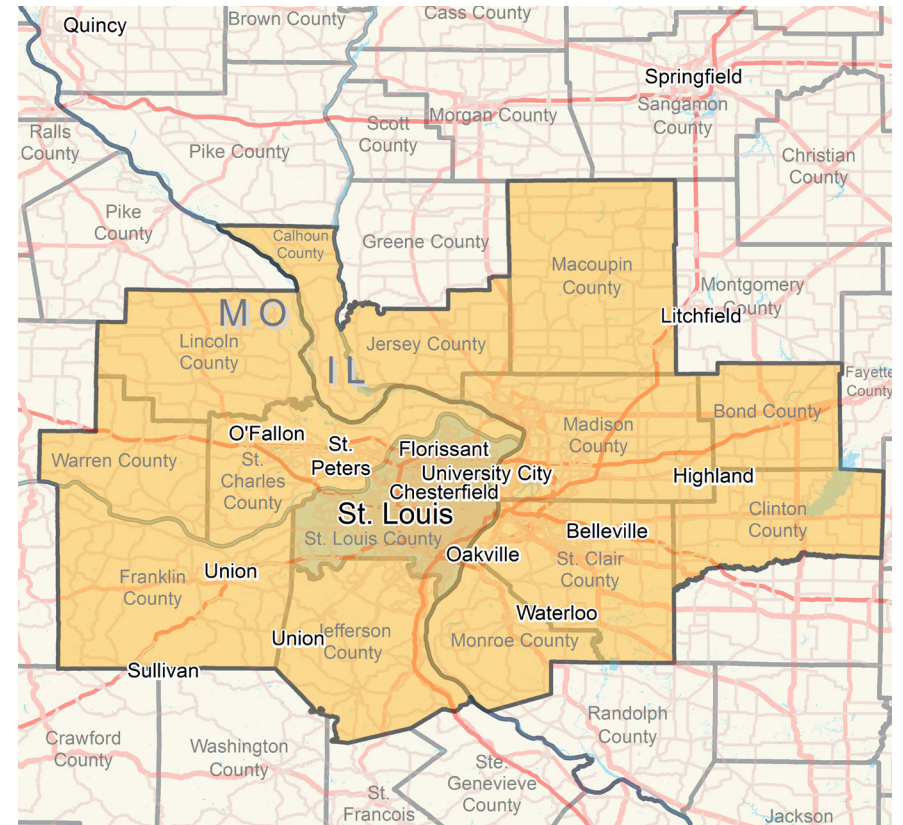 Quincy
Brown County
Cass County
Springfield
Sangamon
County
Morgan County
Scott
County
Ralls
County
Pike County
Christian
County
Pike
County
Calhoun
County
Greene County
Macoupin
County
Montgomery
County
Litchfield
MO
Lincoln
County
IL
Jersey County
Fayette
County
Bond County
Madison
County
O'Fallon
St.
Peters
Florissant
Warren County
St.
Charles
County
University City
Chesterfield
Highland
St. Louis
St. Louis County
Clinton
County
Belleville
Oakville
St. Clair
County
Union
Franklin
County
Waterloo
Union
Jefferson
County
Monroe County
Sullivan
Randolph
County
Crawford
County
Washington
County
Ste.
Genevieve
County
St.
Francois
Jackson